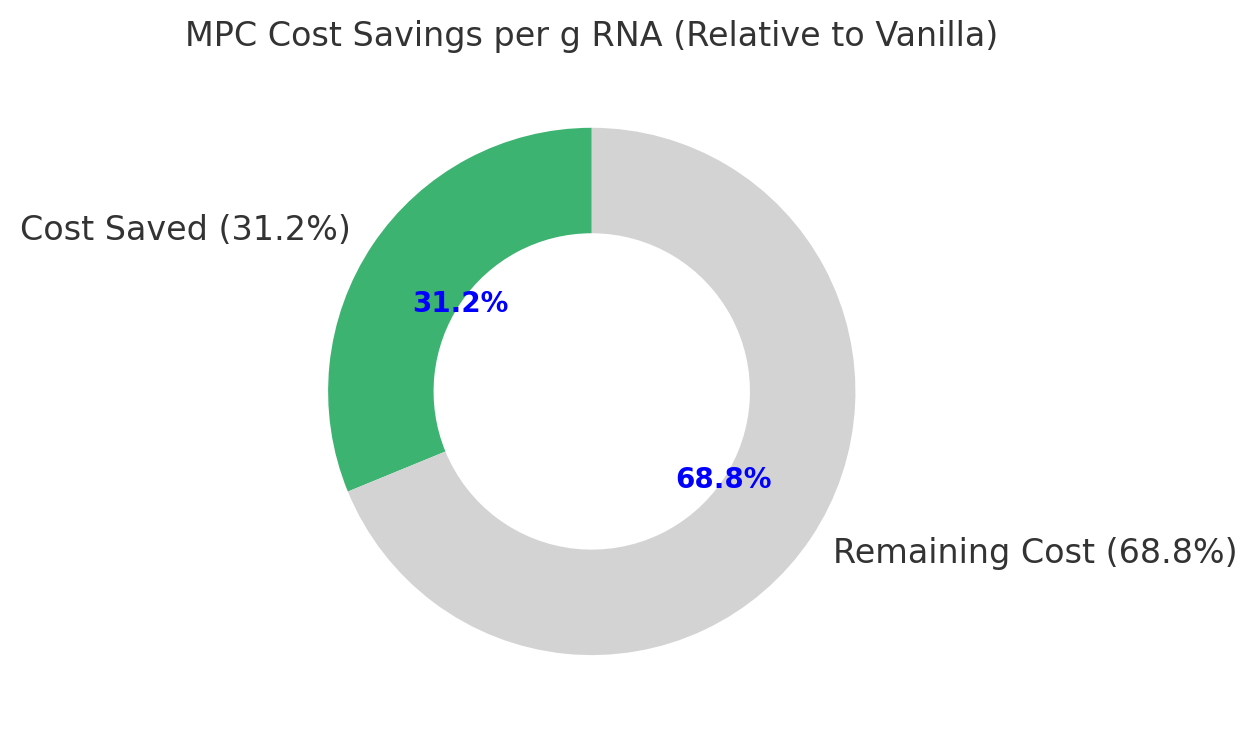 MPC Cost Savings per g RNA (Relative to Vanilla)
Cost Saved (31.2%)
31.2%
68.8%
Remaining Cost (68.8%)